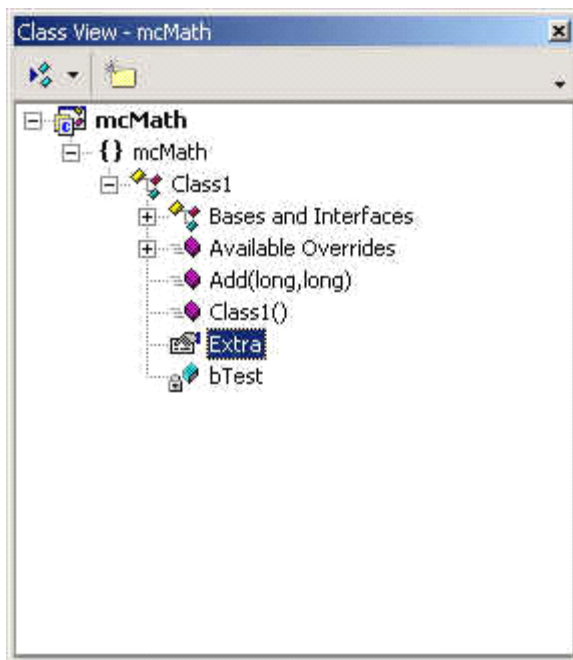 Class View - mcMath
mcMath
{} mcMath
Class1
Bases and Interfaces
Available Overrides
Add(long,long)
Class1()
Extra
bTest